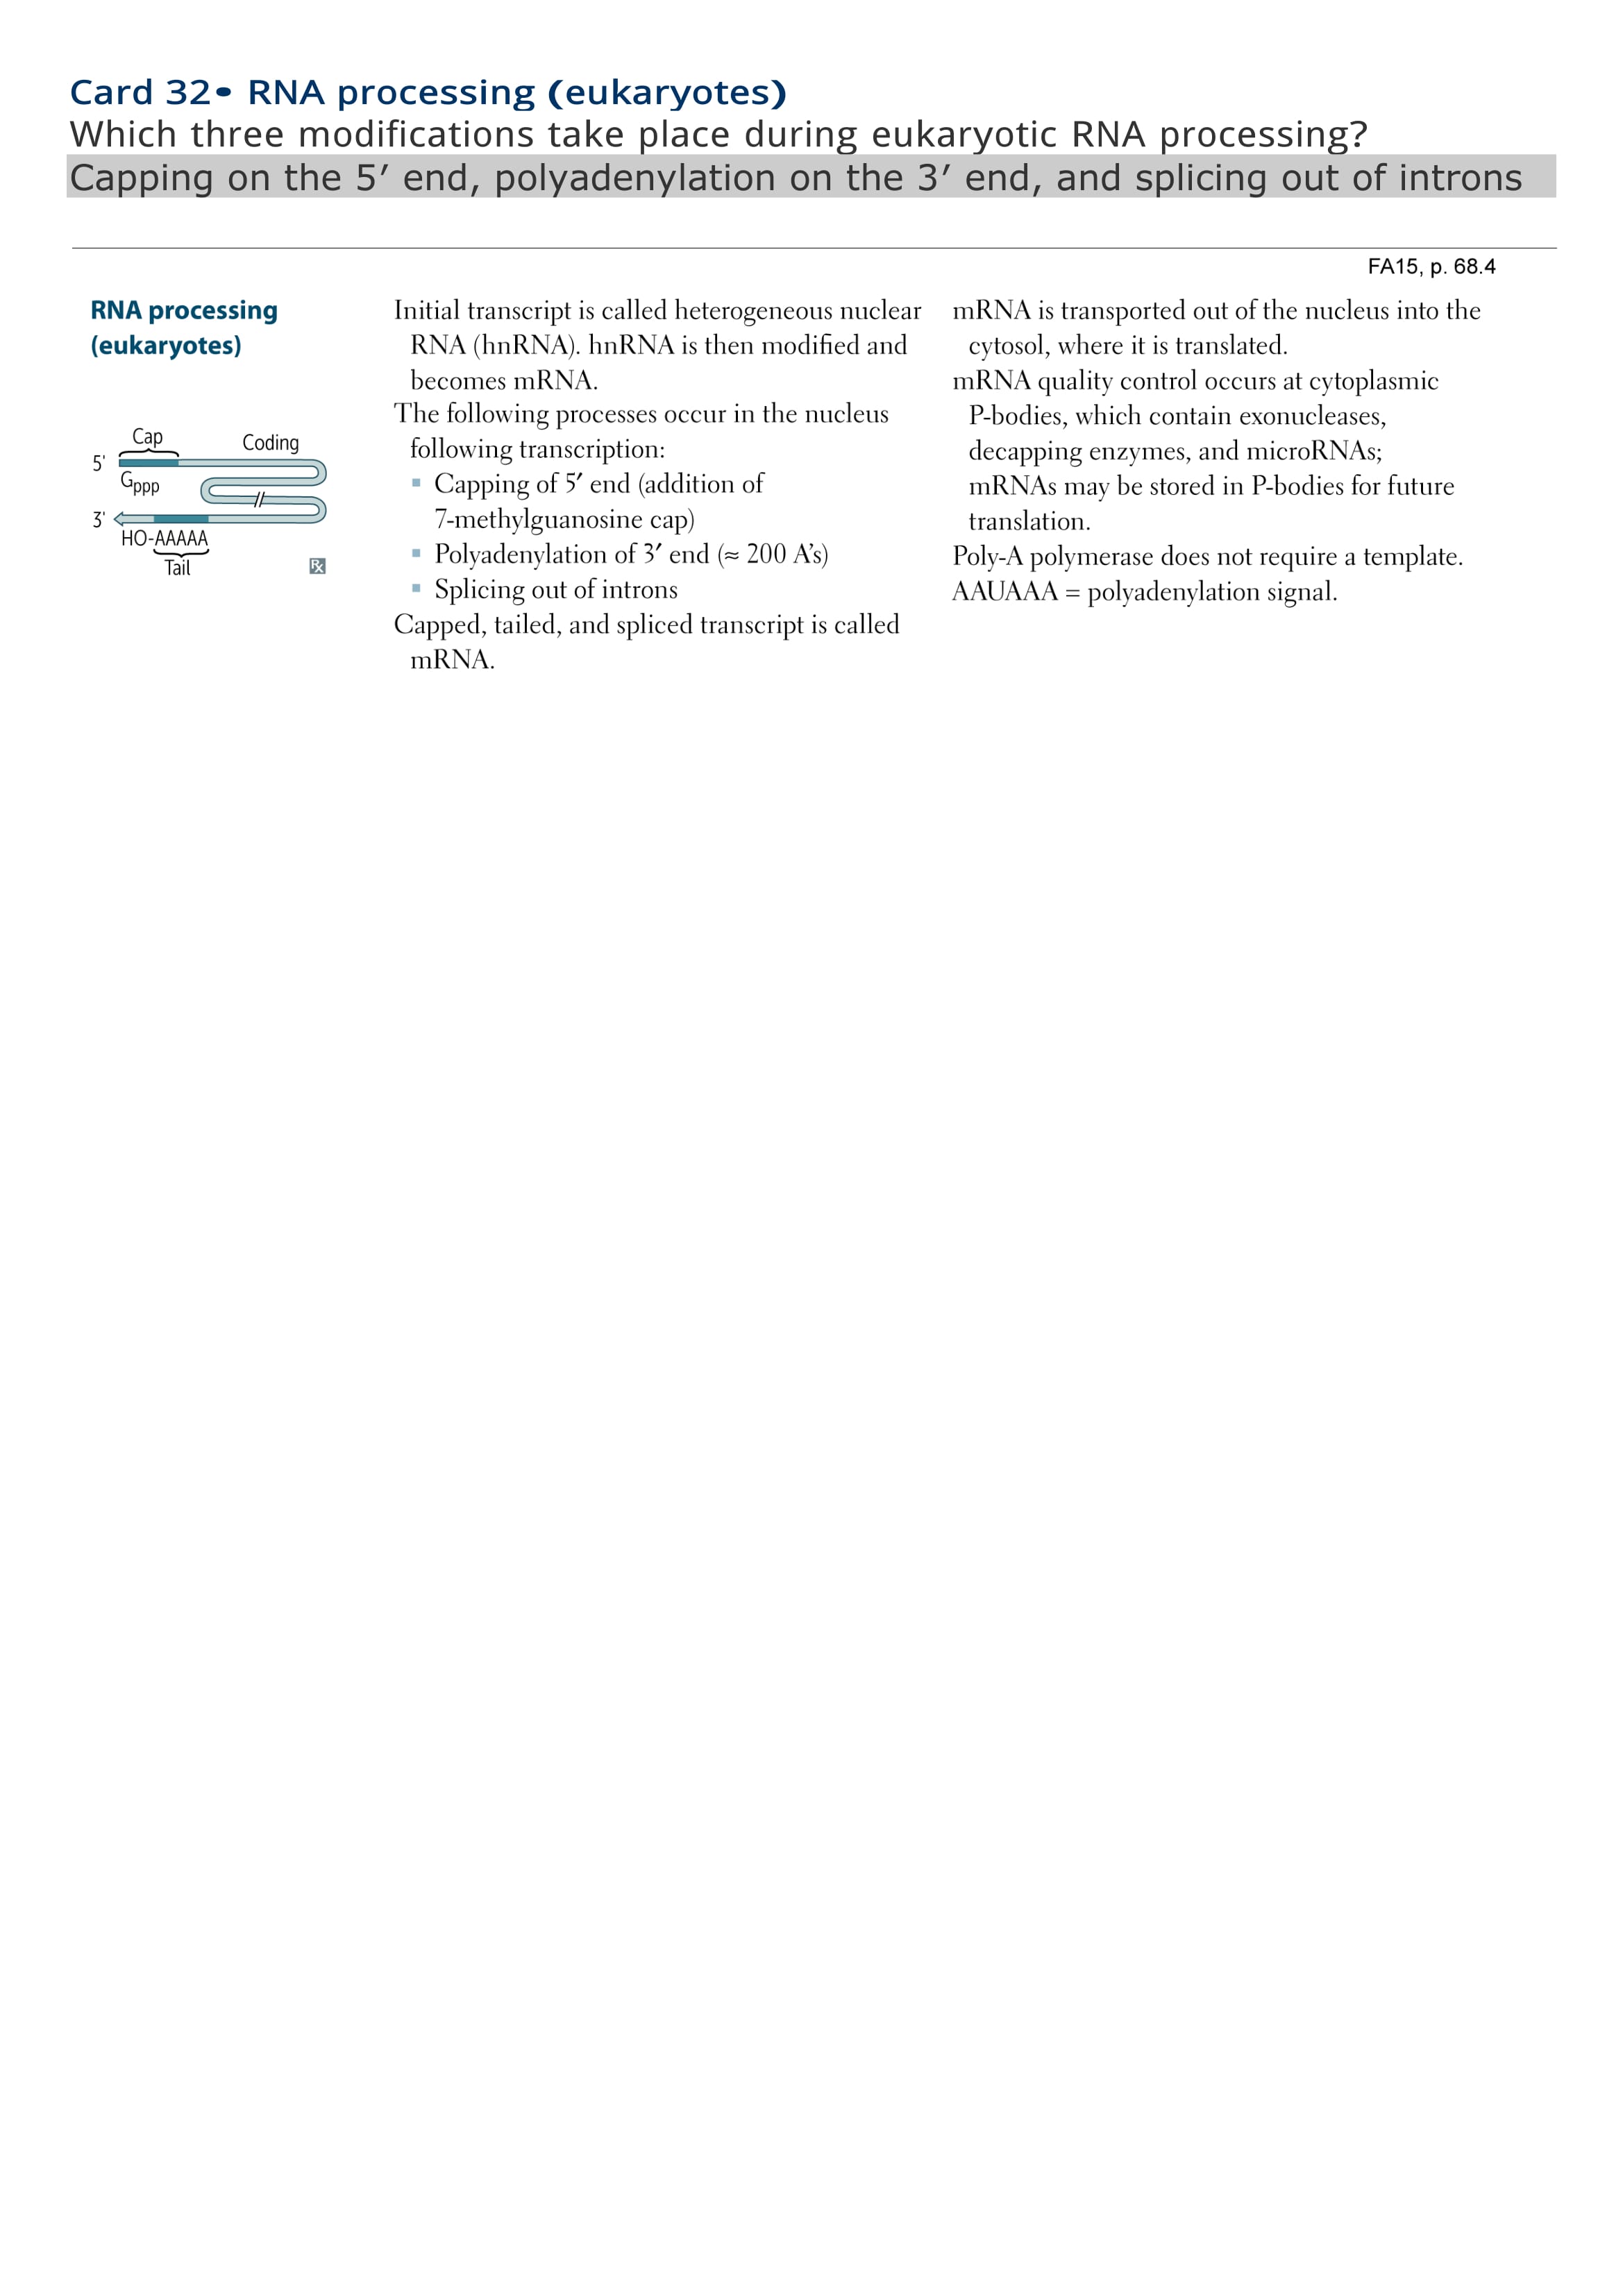 Card 32• RNA processing (eukaryotes)
Which three modifications take place during eukaryotic RNA processing?
Capping on the 5′ end, polyadenylation on the 3′ end, and splicing out of introns
FA15, p. 68.4
RNA processing
(eukaryotes)
Cap
Coding
5'
Gppp
3'
HO-AAAAA
Tail
Rx
Initial transcript is called heterogeneous nuclear
RNA (hnRNA). hnRNA is then modified and
becomes mRNA.
The following processes occur in the nucleus
following transcription:
▪ Capping of 5′ end (addition of
7-methylguanosine cap)
▪ Polyadenylation of 3′ end (≈ 200 A's)
▪ Splicing out of introns
Capped, tailed, and spliced transcript is called
mRNA.
mRNA is transported out of the nucleus into the
cytosol, where it is translated.
mRNA quality control occurs at cytoplasmic
P-bodies, which contain exonucleases,
decapping enzymes, and microRNAs;
mRNAs may be stored in P-bodies for future
translation.
Poly-A polymerase does not require a template.
AAUAAA = polyadenylation signal.